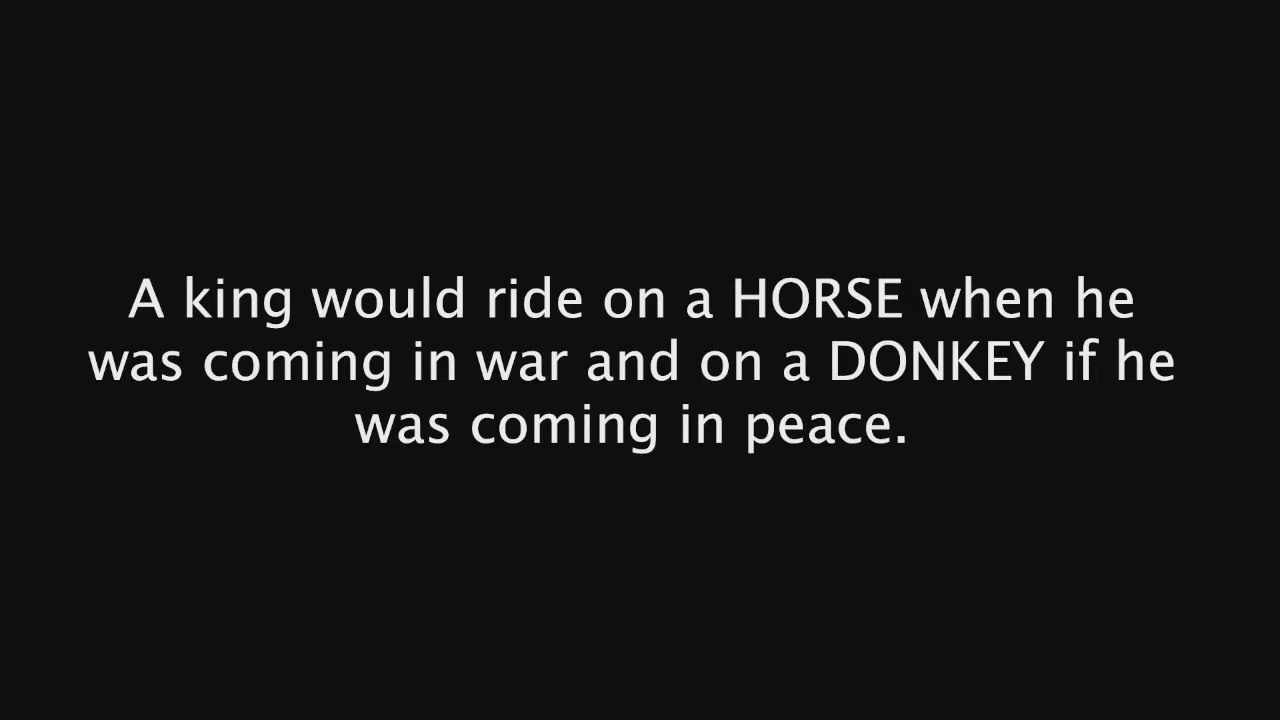 A king would ride on a HORSE when he
was coming in war and on a DONKEY if he
was coming in peace.